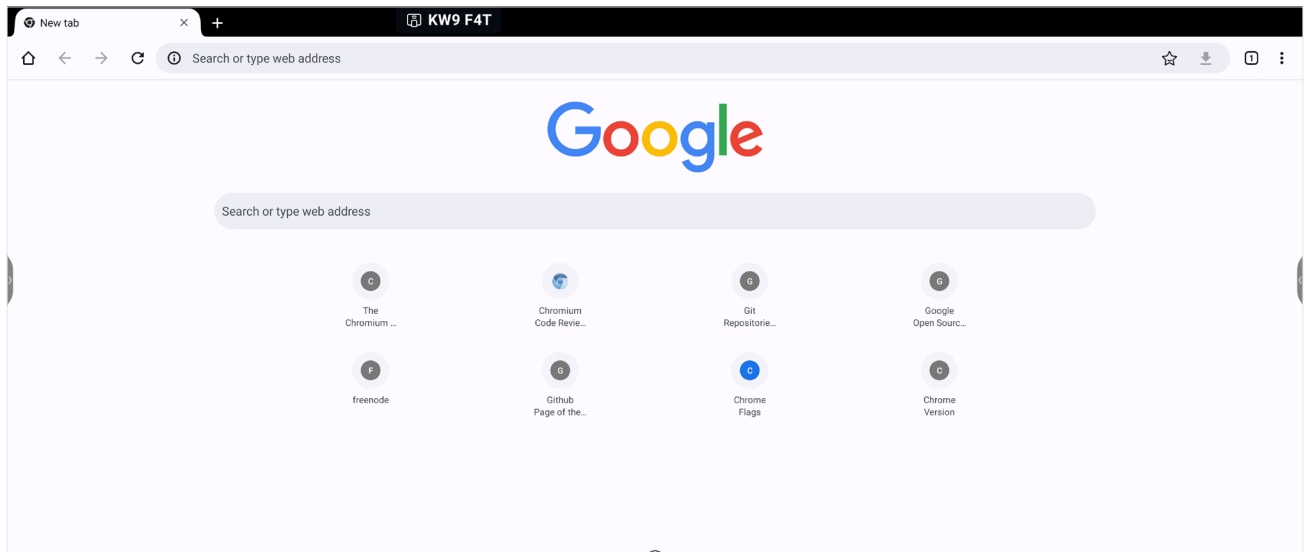 New tab
KW9 F4T
Search or type web address
1
Google
Search or type web address
C
The
Chromium ...
Chromium
Code Revie...
G
Git
Repositorie...
G
Google
Open Sourc...
F
freenode
G
Github
Page of the...
C
Chrome
Flags
C
Chrome
Version